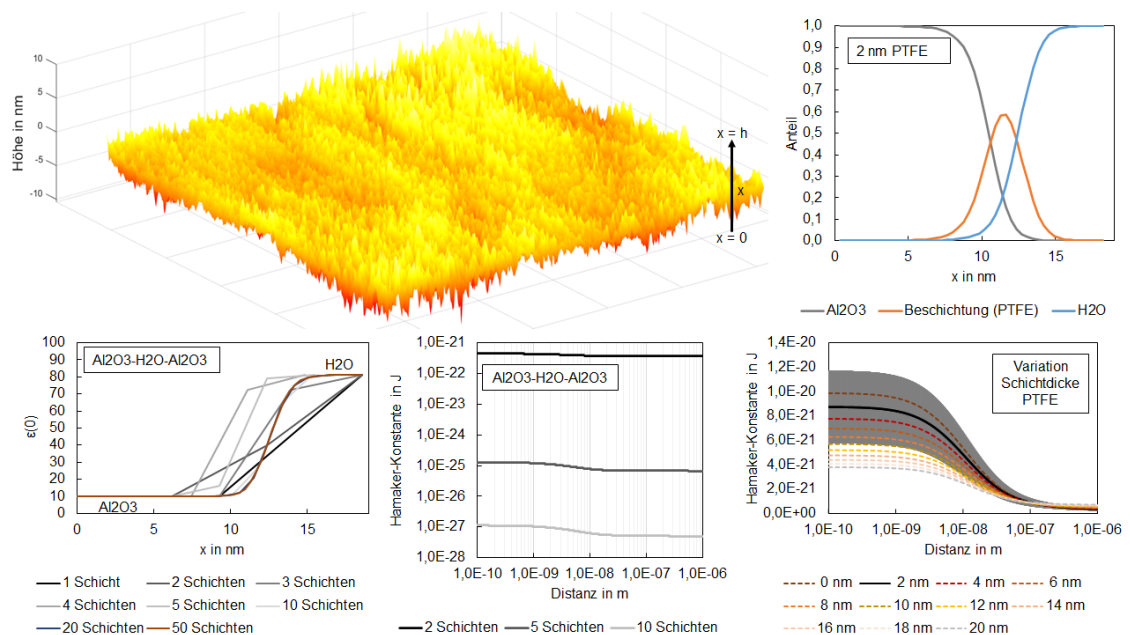 10
5
0
-5
-10
Höhe in nm
x = h
x
x = 0
1,0
0,9
0,8
0,7
0,6
0,5
0,4
0,3
0,2
0,1
0,0
Anteil
2 nm PTFE
0 5 10 15
x in nm
Al2O3 Beschichtung (PTFE) H2O
100
90
80
70
60
50
40
30
20
10
0
ε(0)
Al2O3-H2O-Al2O3
H2O
Al2O3
0 5 10 15
x in nm
1 Schicht 2 Schichten 3 Schichten
4 Schichten 5 Schichten 10 Schichten
20 Schichten 50 Schichten
1,0E-21
1,0E-22
1,0E-23
1,0E-24
1,0E-25
1,0E-26
1,0E-27
1,0E-28
Hamaker-Konstante in J
Al2O3-H2O-Al2O3
1,0E-10 1,0E-09 1,0E-08 1,0E-07 1,0E-06
Distanz in m
2 Schichten 5 Schichten 10 Schichten
1,4E-20
1,2E-20
1,0E-20
8,0E-21
6,0E-21
4,0E-21
2,0E-21
0,0E+00
Hamaker-Konstante in J
Variation
Schichtdicke
PTFE
1,0E-10 1,0E-09 1,0E-08 1,0E-07 1,0E-06
Distanz in m
0 nm 2 nm 4 nm 6 nm
8 nm 10 nm 12 nm 14 nm
16 nm 18 nm 20 nm